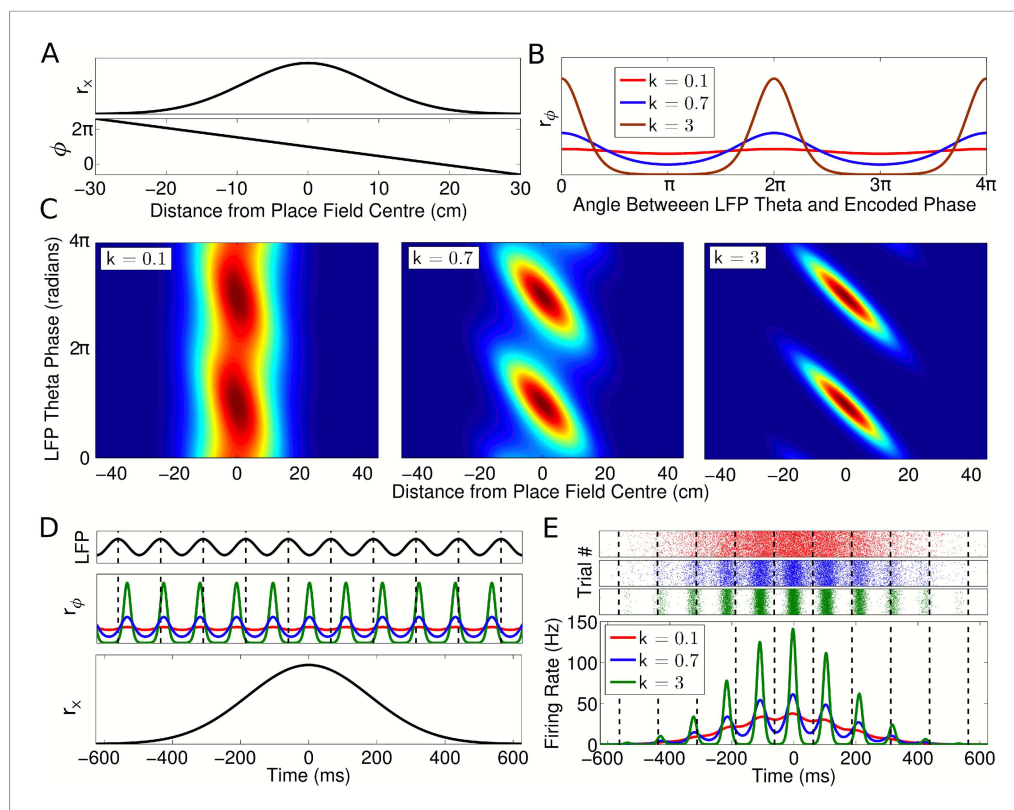 A
r_x
φ
2π
0
−30 −20 −10 0 10 20 30
Distance from Place Field Centre (cm)
B
r_ϕ
k = 0.1
k = 0.7
k = 3
0 π 2π 3π 4π
Angle Betweeen LFP Theta and Encoded Phase
C
LFP Theta Phase (radians)
4π
2π
0
k = 0.1
k = 0.7
k = 3
−40 −20 0 20 40
−40 −20 0 20 40
−40 −20 0 20 40
Distance from Place Field Centre (cm)
D
LFP
r_ϕ
r_x
−600 −400 −200 0 200 400 600
Time (ms)
E
Trial #
Firing Rate (Hz)
150
100
50
0
k = 0.1
k = 0.7
k = 3
−600 −400 −200 0 200 400 600
Time (ms)